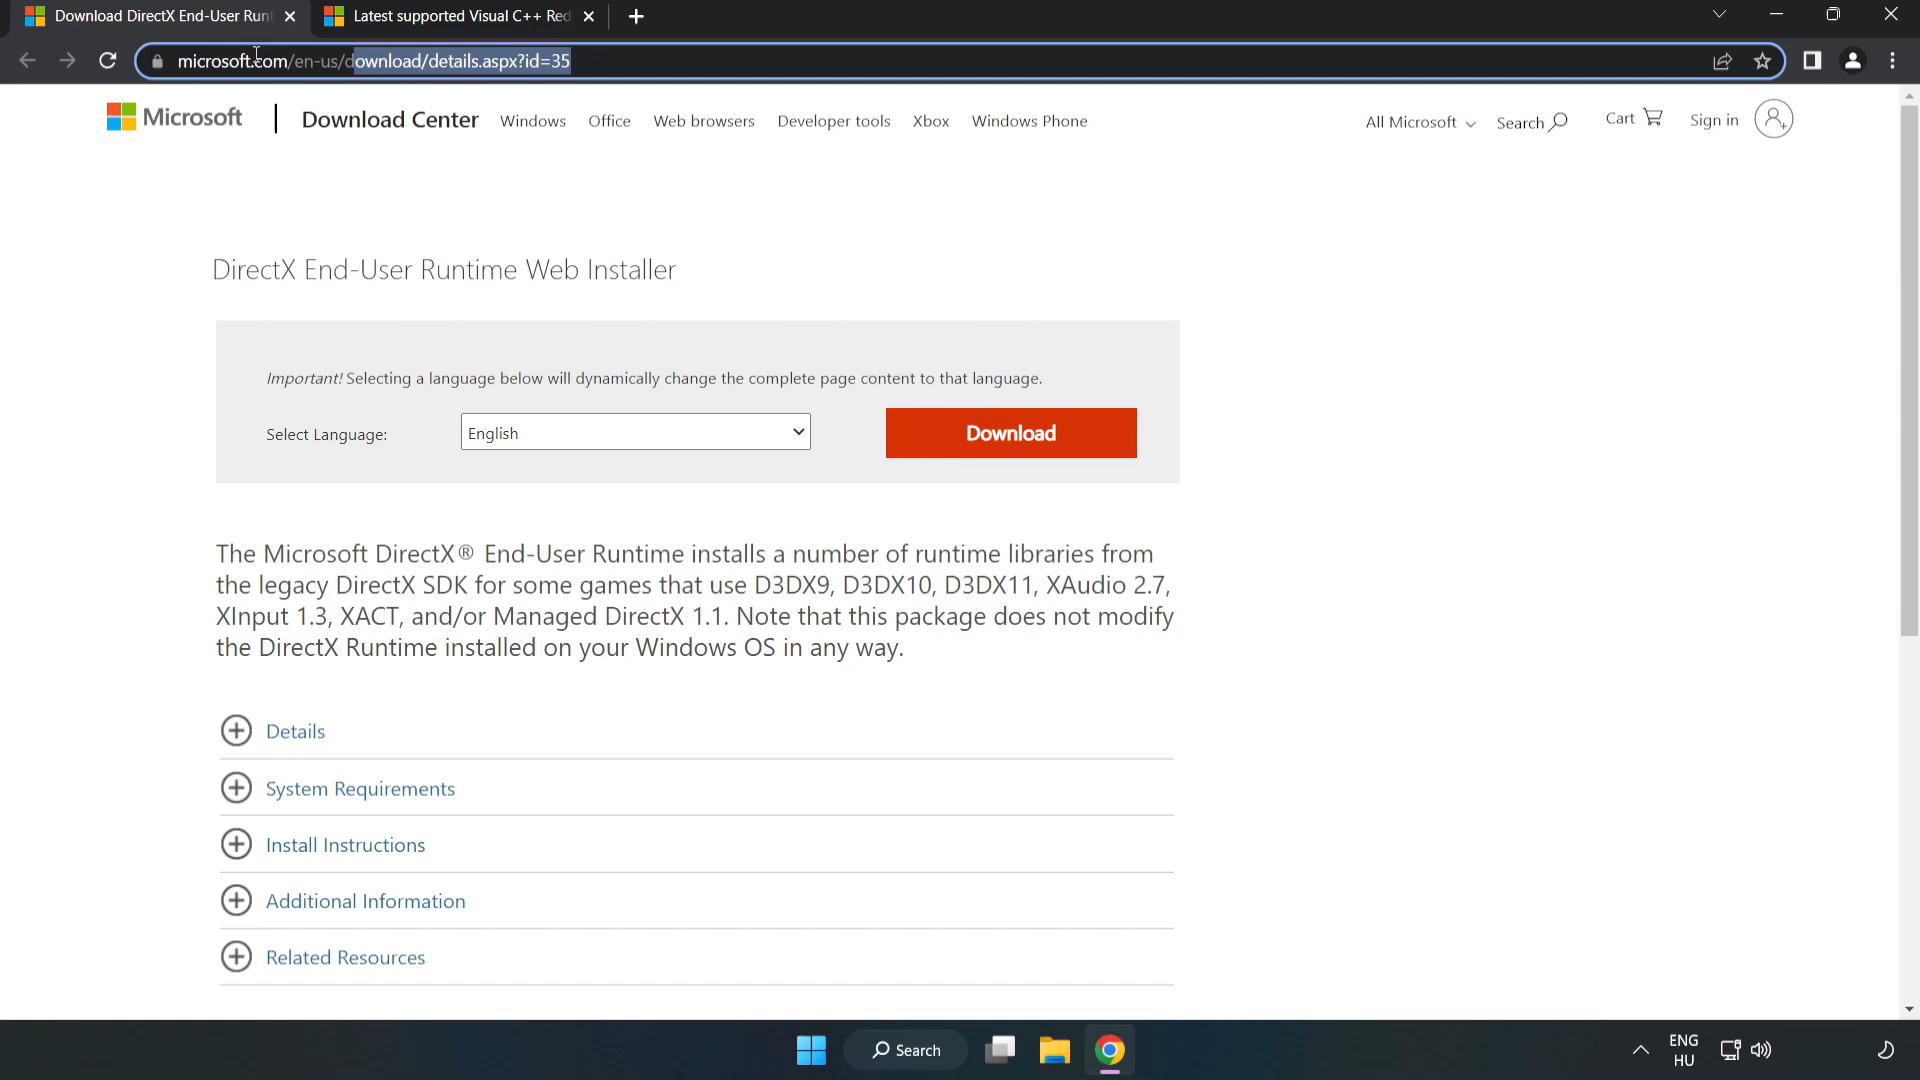 Download DirectX End-User Runt
Latest supported Visual C++ Red
microsoft.com/en-us/download/details.aspx?id=35
Microsoft
Download Center
Windows
Office
Web browsers
Developer tools
Xbox
Windows Phone
All Microsoft
Search
Cart
Sign in
DirectX End-User Runtime Web Installer
Important! Selecting a language below will dynamically change the complete page content to that language.
Select Language:
English
Download
The Microsoft DirectX® End-User Runtime installs a number of runtime libraries from
the legacy DirectX SDK for some games that use D3DX9, D3DX10, D3DX11, XAudio 2.7,
XInput 1.3, XACT, and/or Managed DirectX 1.1. Note that this package does not modify
the DirectX Runtime installed on your Windows OS in any way.
Details
System Requirements
Install Instructions
Additional Information
Related Resources
Search
ENG
HU